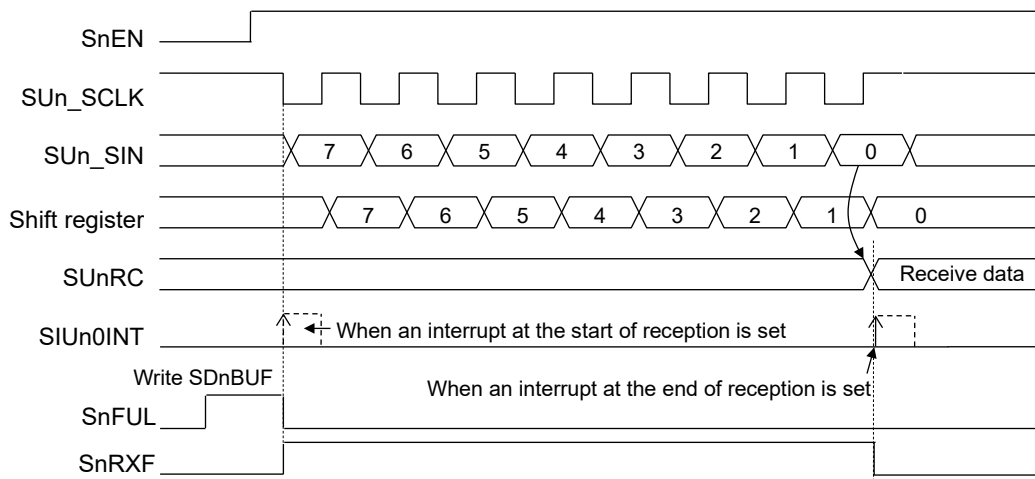 SnEN
SUn_SCLK
SUn_SIN 7 6 5 4 3 2 1 0
Shift register 7 6 5 4 3 2 1 0
SUnRC Receive data
SIUn0INT When an interrupt at the start of reception is set
Write SDnBUF When an interrupt at the end of reception is set
SnFUL
SnRXF